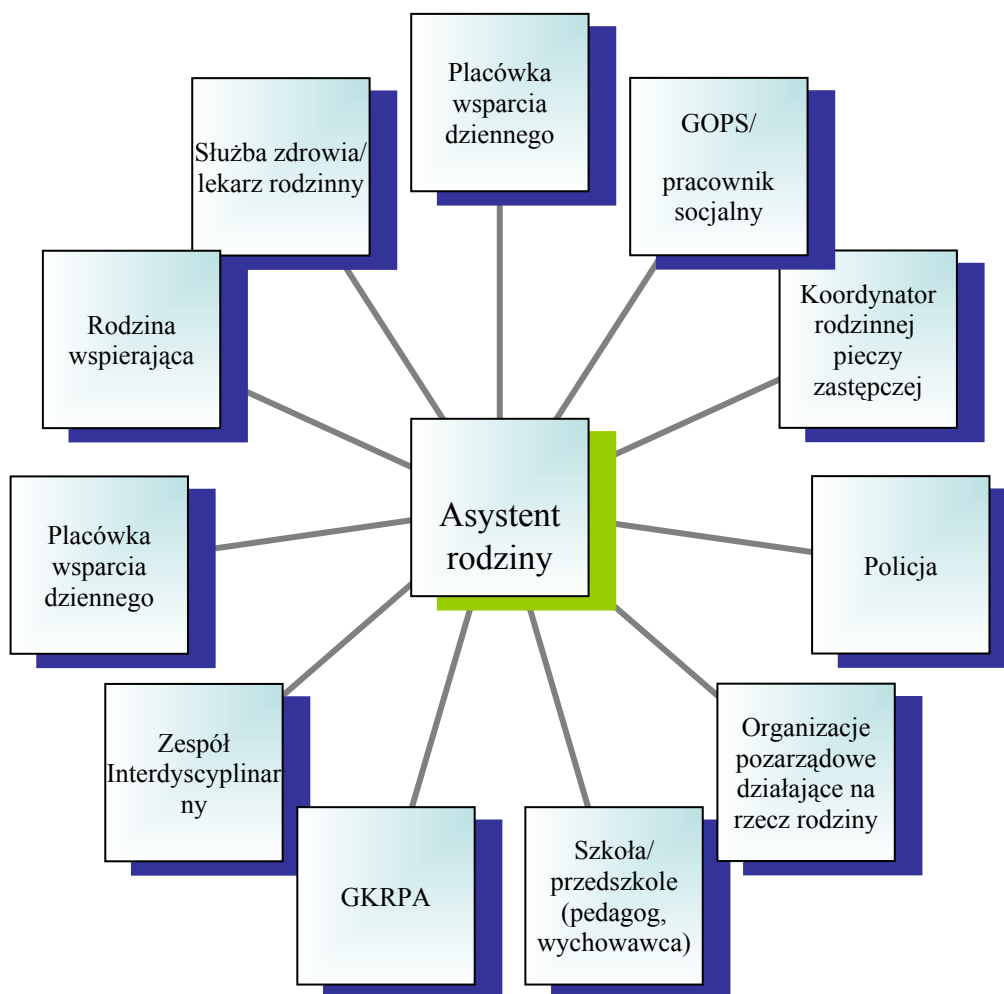 Placówka
wsparcia
dziennego
GOPS/
pracownik
socjalny
Służba zdrowia/
lekarz rodzinny
Koordynator
rodzinnej
pieczy
zastępczej
Rodzina
wspierająca
Asystent
rodziny
Placówka
wsparcia
dziennego
Policja
Zespół
Interdyscyplinar
ny
Organizacje
pozarządowe
działające na
rzecz rodziny
GKRPA
Szkoła/
przedszkole
(pedagog,
wychowawca)